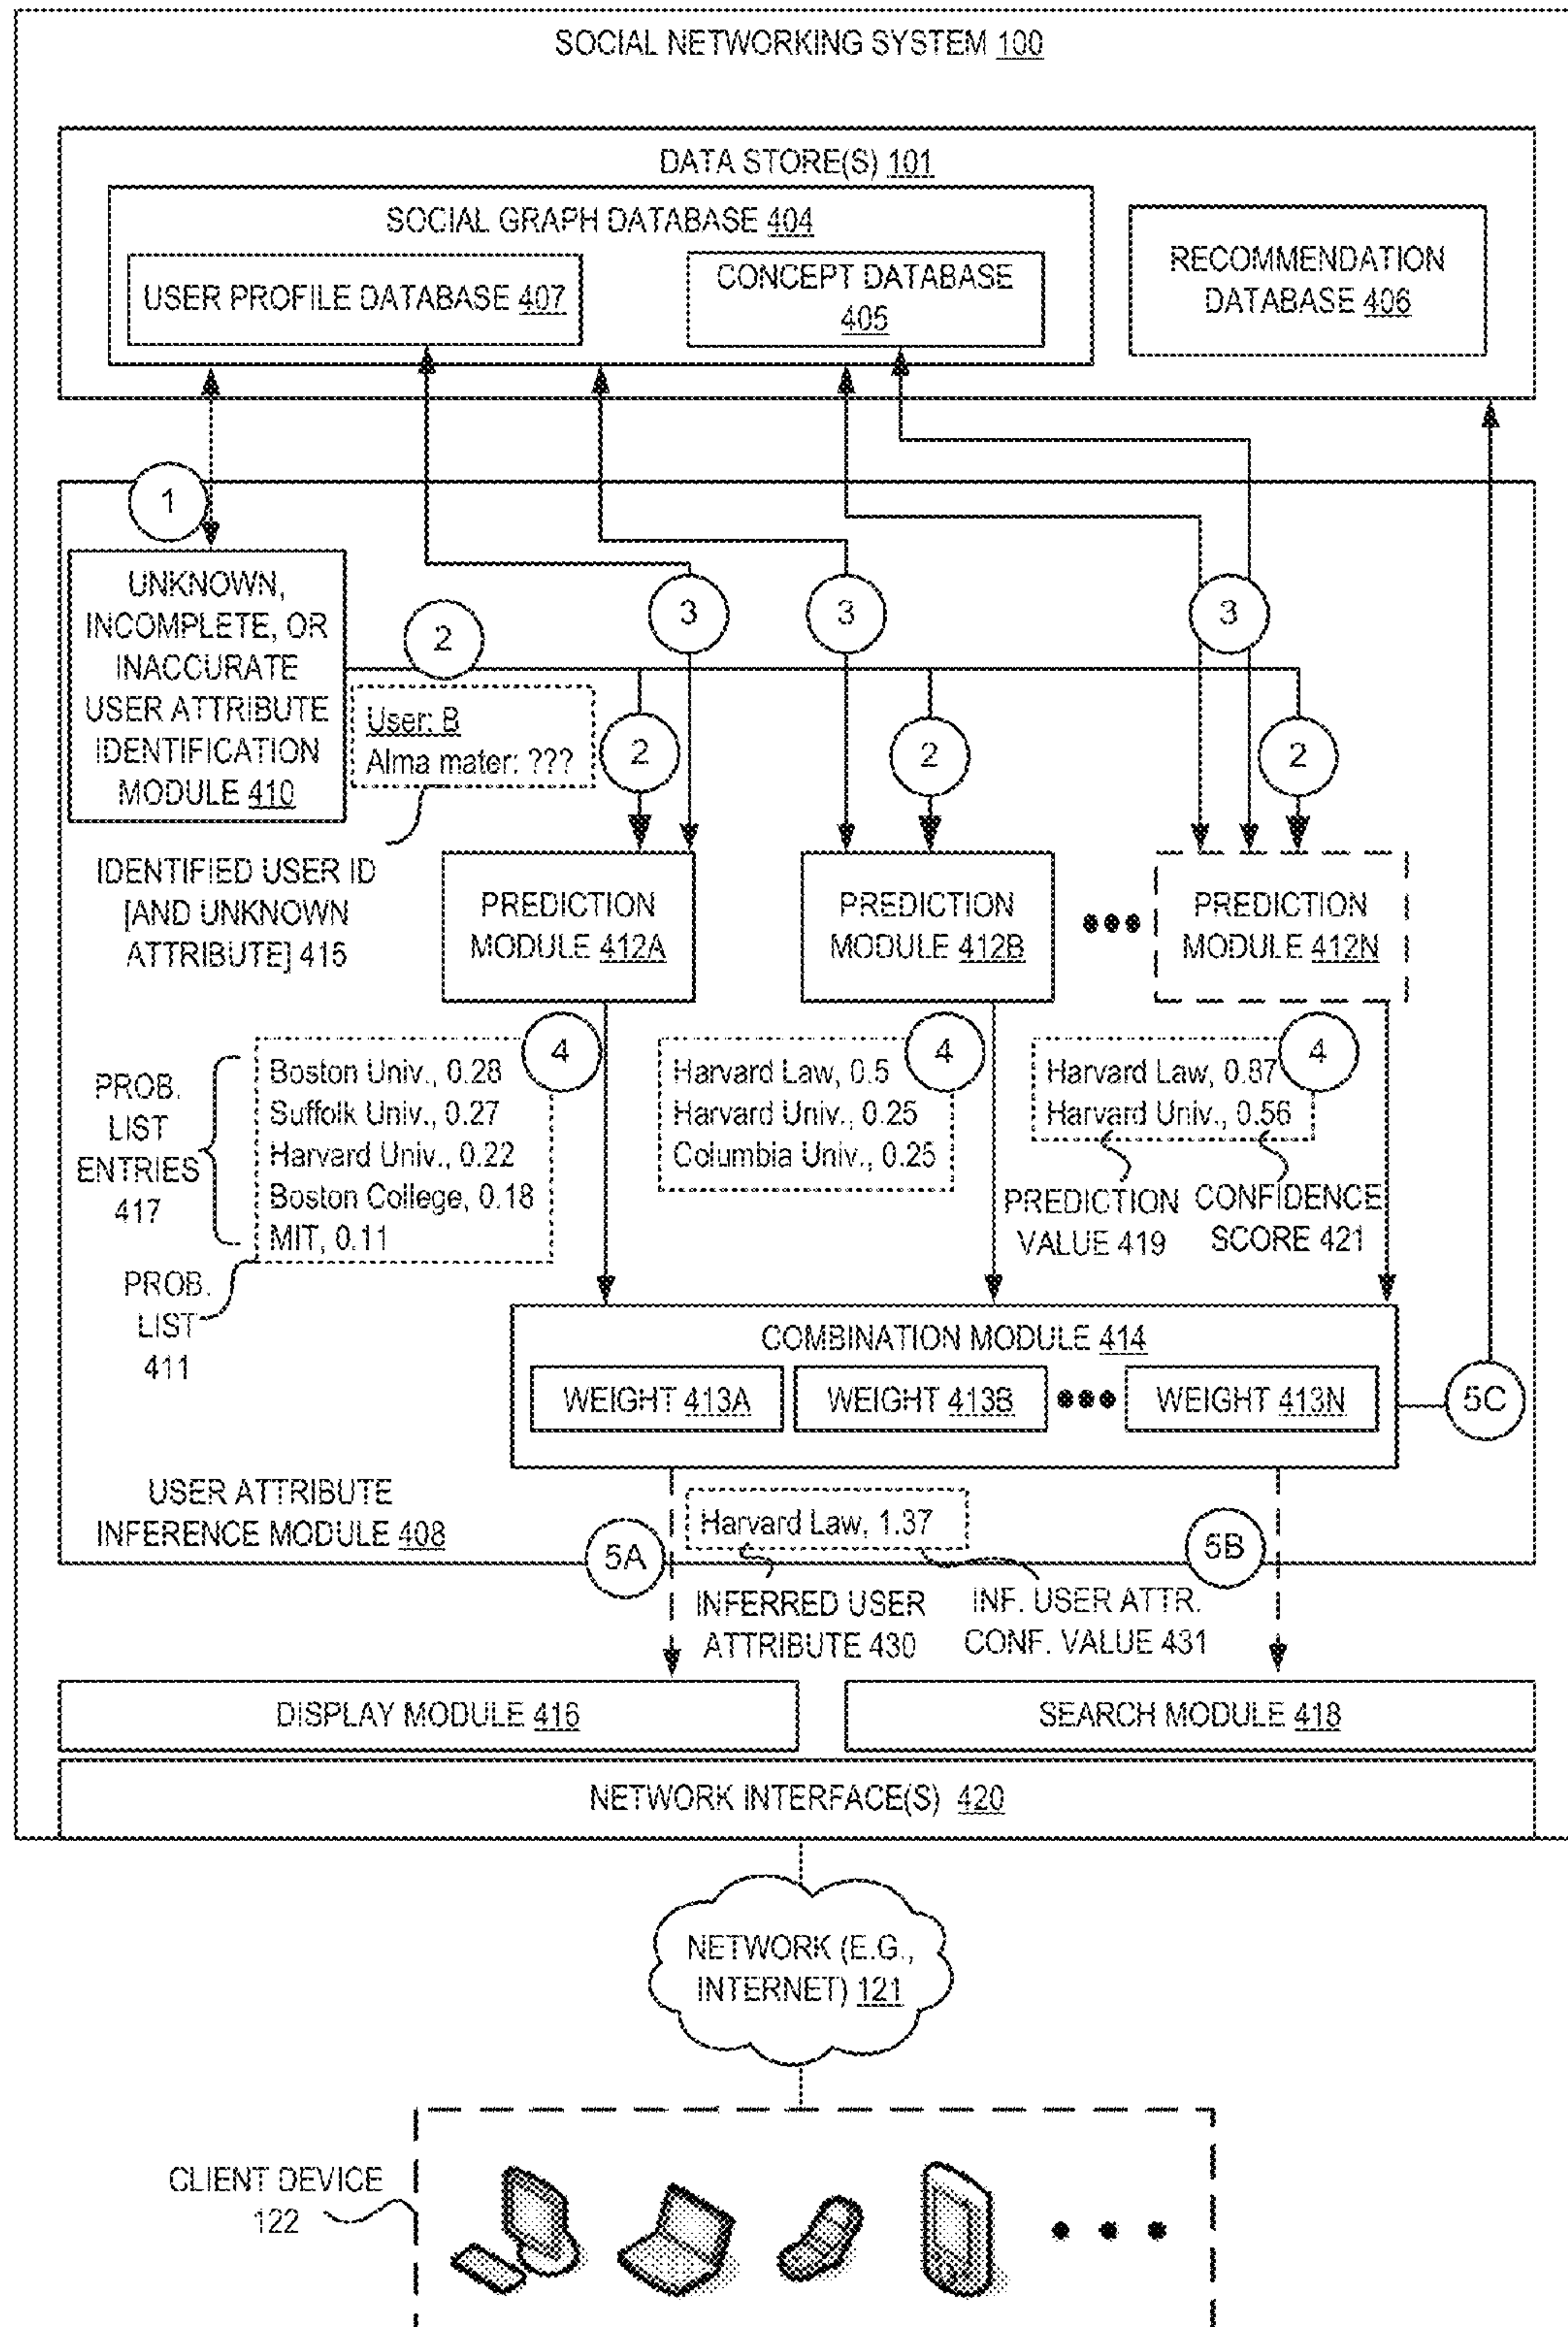 SOCIAL NETWORKING SYSTEM 100
DATA STORE(S) 101
SOCIAL GRAPH DATABASE 404
USER PROFILE DATABASE 407
CONCEPT DATABASE
405
RECOMMENDATION
DATABASE 406
1
UNKNOWN,
INCOMPLETE, OR
INACCURATE
USER ATTRIBUTE
IDENTIFICATION
MODULE 410
2
3
3
3
User: B
Alma mater: ???
2
2
2
IDENTIFIED USER ID
[AND UNKNOWN
ATTRIBUTE] 415
PREDICTION
MODULE 412A
PREDICTION
MODULE 412B
PREDICTION
MODULE 412N
4
4
4
PROB.
LIST
ENTRIES
417
Boston Univ., 0.28
Suffolk Univ., 0.27
Harvard Univ., 0.22
Boston College, 0.18
MIT, 0.11
Harvard Law, 0.5
Harvard Univ., 0.25
Columbia Univ., 0.25
Harvard Law, 0.87
Harvard Univ., 0.56
PREDICTION
VALUE 419
CONFIDENCE
SCORE 421
PROB.
LIST
411
COMBINATION MODULE 414
WEIGHT 413A
WEIGHT 413B
WEIGHT 413N
5C
USER ATTRIBUTE
INFERENCE MODULE 408
5A
Harvard Law, 1.37
5B
INFERRED USER
ATTRIBUTE 430
INF. USER ATTR.
CONF. VALUE 431
DISPLAY MODULE 416
SEARCH MODULE 418
NETWORK INTERFACE(S) 420
NETWORK (E.G.,
INTERNET) 121
CLIENT DEVICE
122